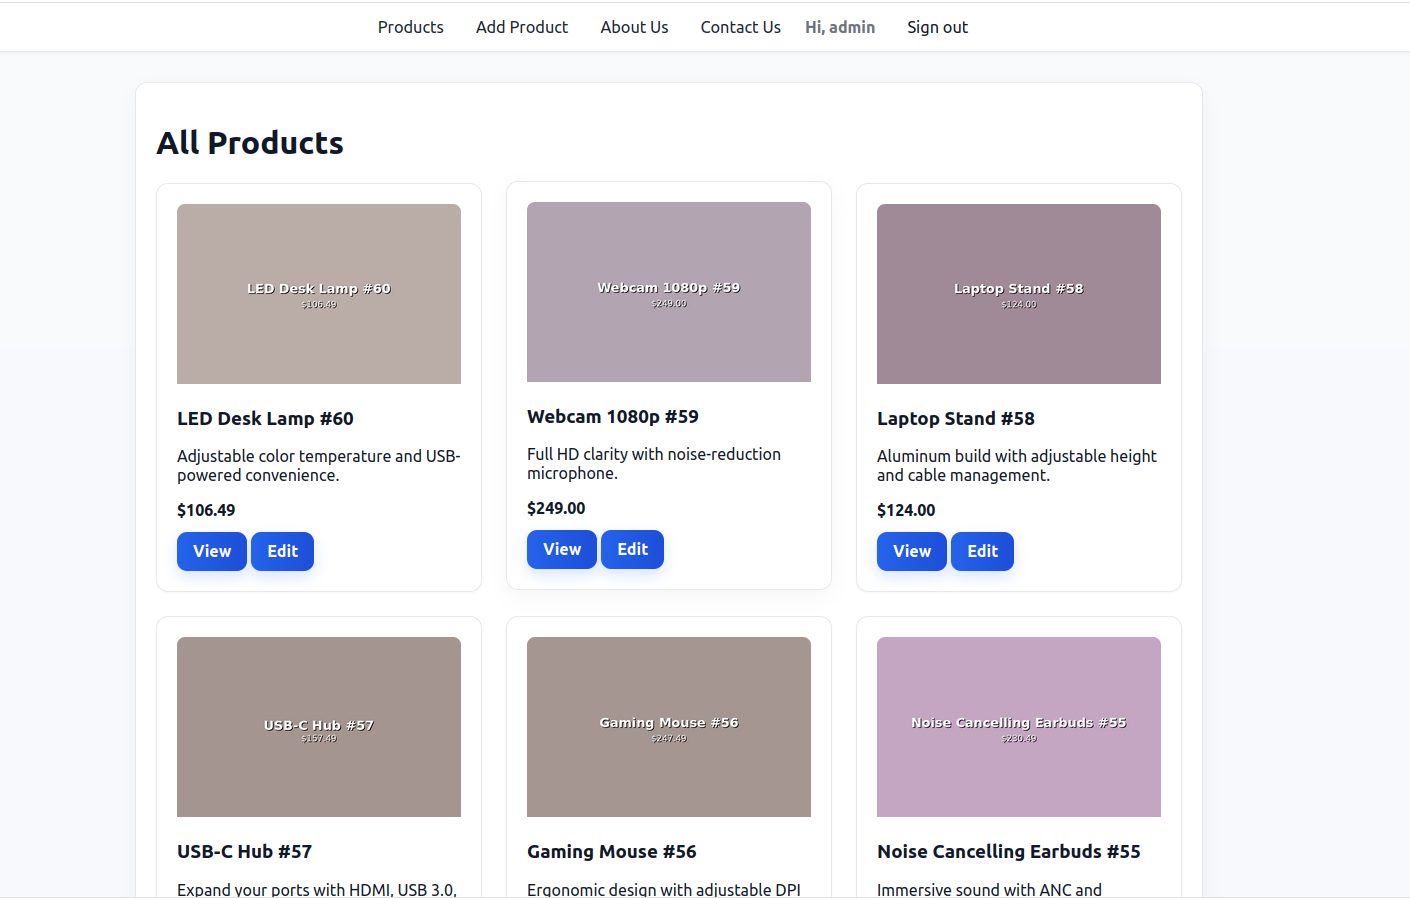 Products Add Product About Us Contact Us Hi, admin Sign out
All Products
LED Desk Lamp #60
$106.49
LED Desk Lamp #60
Adjustable color temperature and USB-
powered convenience.
$106.49
View Edit
Webcam 1080p #59
$249.00
Webcam 1080p #59
Full HD clarity with noise-reduction
microphone.
$249.00
View Edit
Laptop Stand #58
$124.00
Laptop Stand #58
Aluminum build with adjustable height
and cable management.
$124.00
View Edit
USB-C Hub #57
$157.49
USB-C Hub #57
Expand your ports with HDMI, USB 3.0,
Gaming Mouse #56
$247.49
Gaming Mouse #56
Ergonomic design with adjustable DPI
Noise Cancelling Earbuds #55
$230.49
Noise Cancelling Earbuds #55
Immersive sound with ANC and